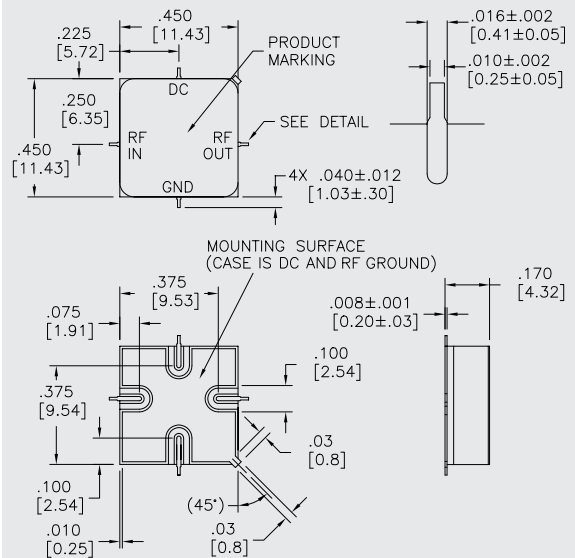 .450
[11.43]
.225
[5.72]
PRODUCT
MARKING
.016±.002
[0.41±0.05]
.010±.002
[0.25±0.05]
DC
.250
[6.35]
RF
IN
RF
OUT
SEE DETAIL
.450
[11.43]
GND
4X .040±.012
[1.03±.30]
MOUNTING SURFACE
(CASE IS DC AND RF GROUND)
.375
[9.53]
.170
[4.32]
.075
[1.91]
.008±.001
[0.20±.03]
.100
[2.54]
.375
[9.54]
.03
[0.8]
.100
[2.54]
(45°)
.010
[0.25]
.03
[0.8]